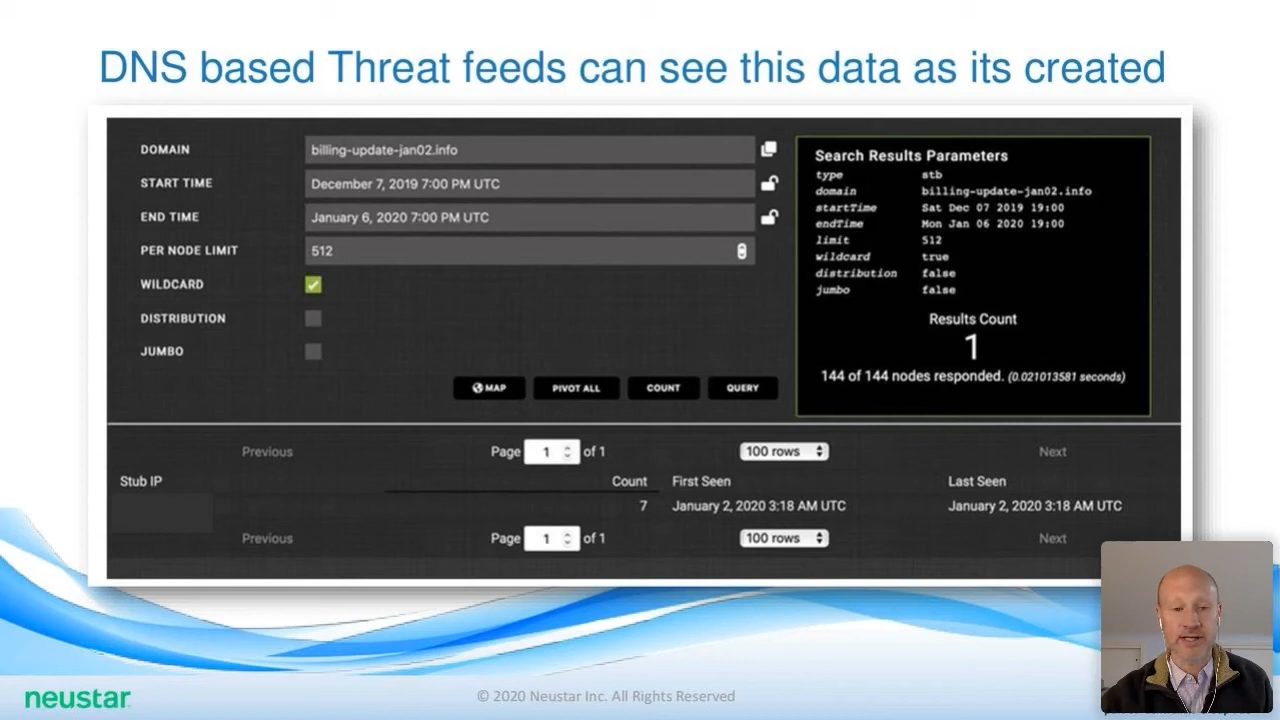 DNS based Threat feeds can see this data as its created
DOMAIN billing-update-jan02.info
START TIME December 7, 2019 7:00 PM UTC
END TIME January 6, 2020 7:00 PM UTC
PER NODE LIMIT 512
WILDCARD
DISTRIBUTION
JUMBO
MAP PIVOT ALL COUNT QUERY
Search Results Parameters
type stb
domain billing-update-jan02.info
startTime Sat Dec 07 2019 19:00
endTime Mon Jan 06 2020 19:00
limit 512
wildcard true
distribution false
jumbo false
Results Count
1
144 of 144 nodes responded. (0.021013581 seconds)
Previous Page 1 of 1 100 rows Next
Stub IP Count First Seen Last Seen
7 January 2, 2020 3:18 AM UTC January 2, 2020 3:18 AM UTC
Previous Page 1 of 1 100 rows Next
neustar
© 2020 Neustar Inc. All Rights Reserved